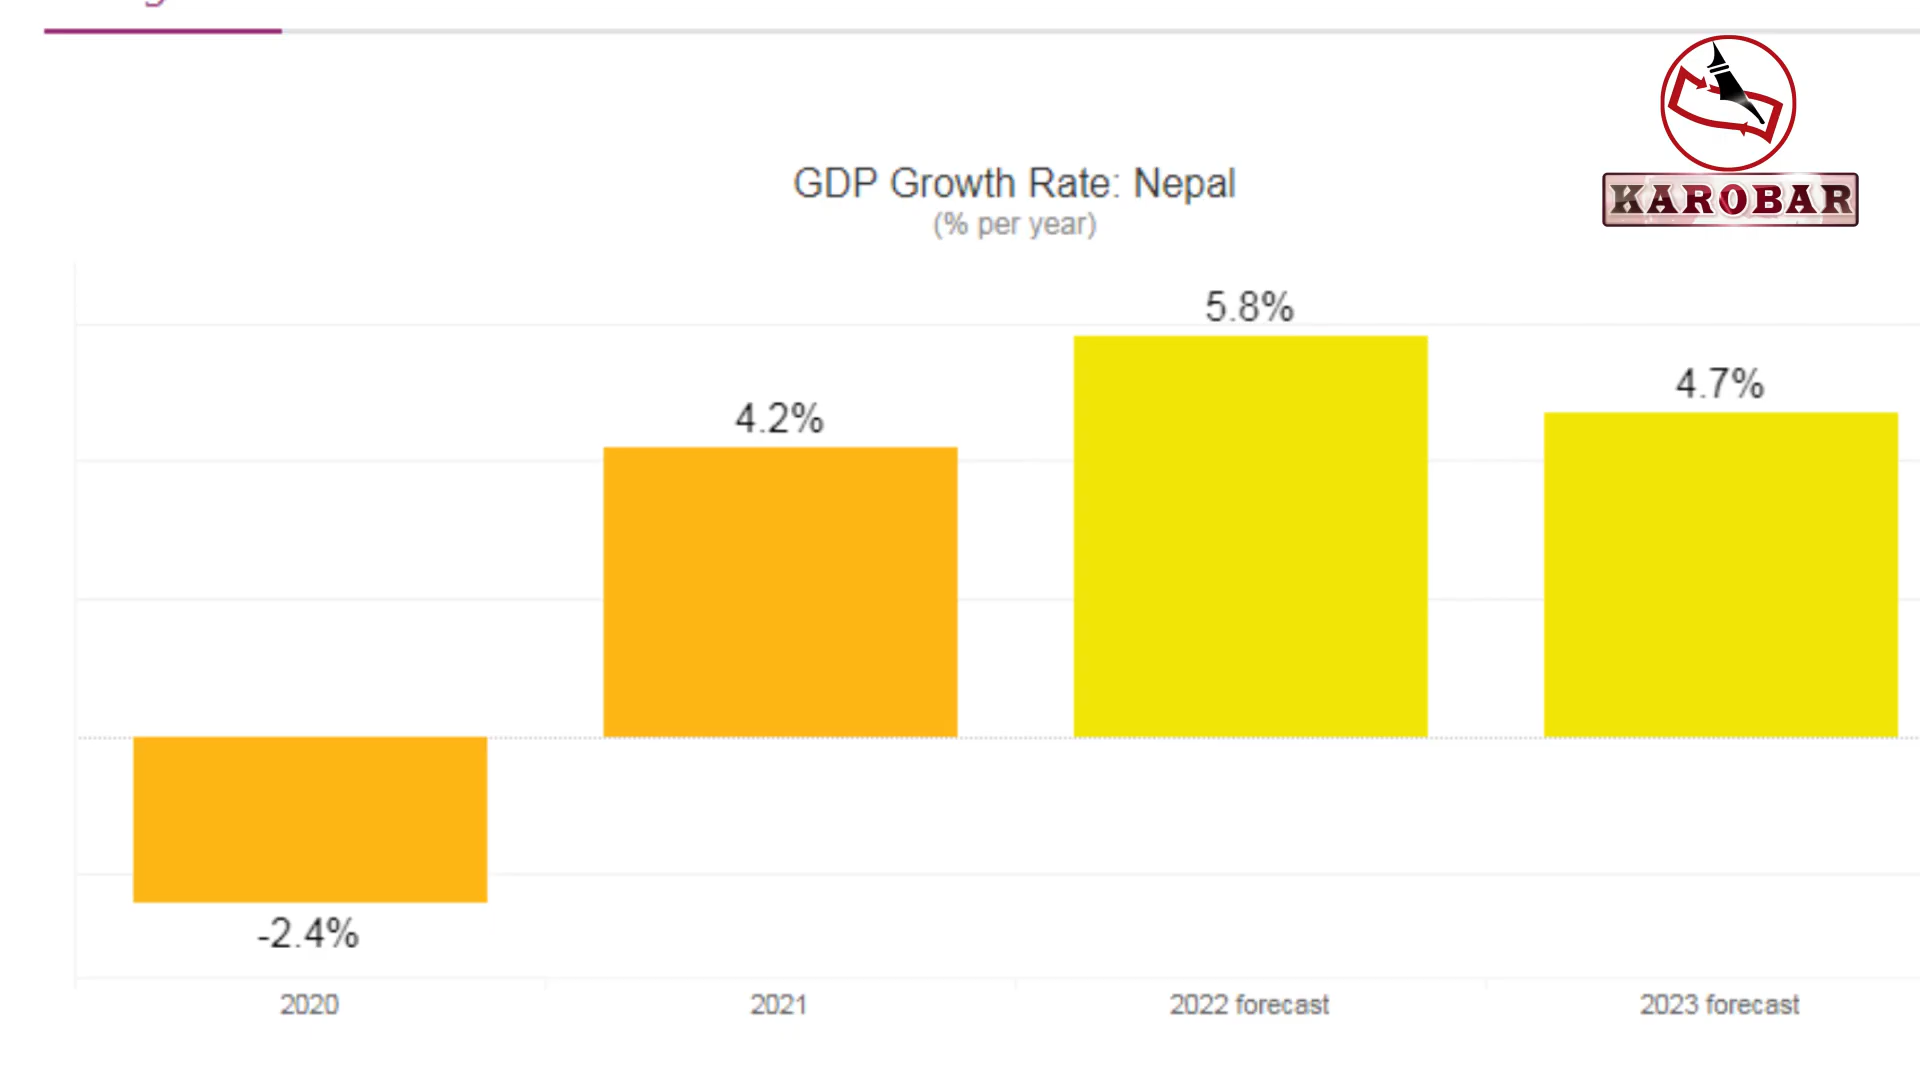 GDP Growth Rate: Nepal
(% per year)
KAROBAR
5.8%
4.7%
4.2%
-2.4%
2020
2021
2022 forecast
2023 forecast